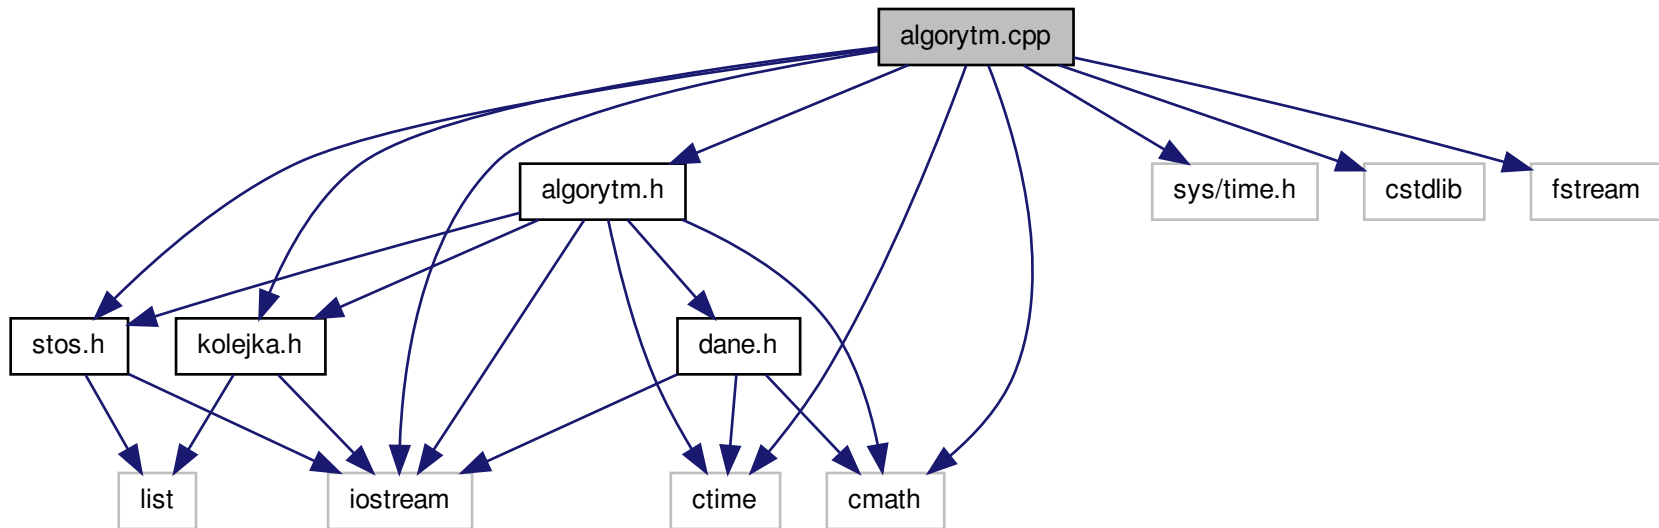 algorytm.cpp
algorytm.h
sys/time.h
cstdlib
fstream
stos.h
kolejka.h
dane.h
list
iostream
ctime
cmath